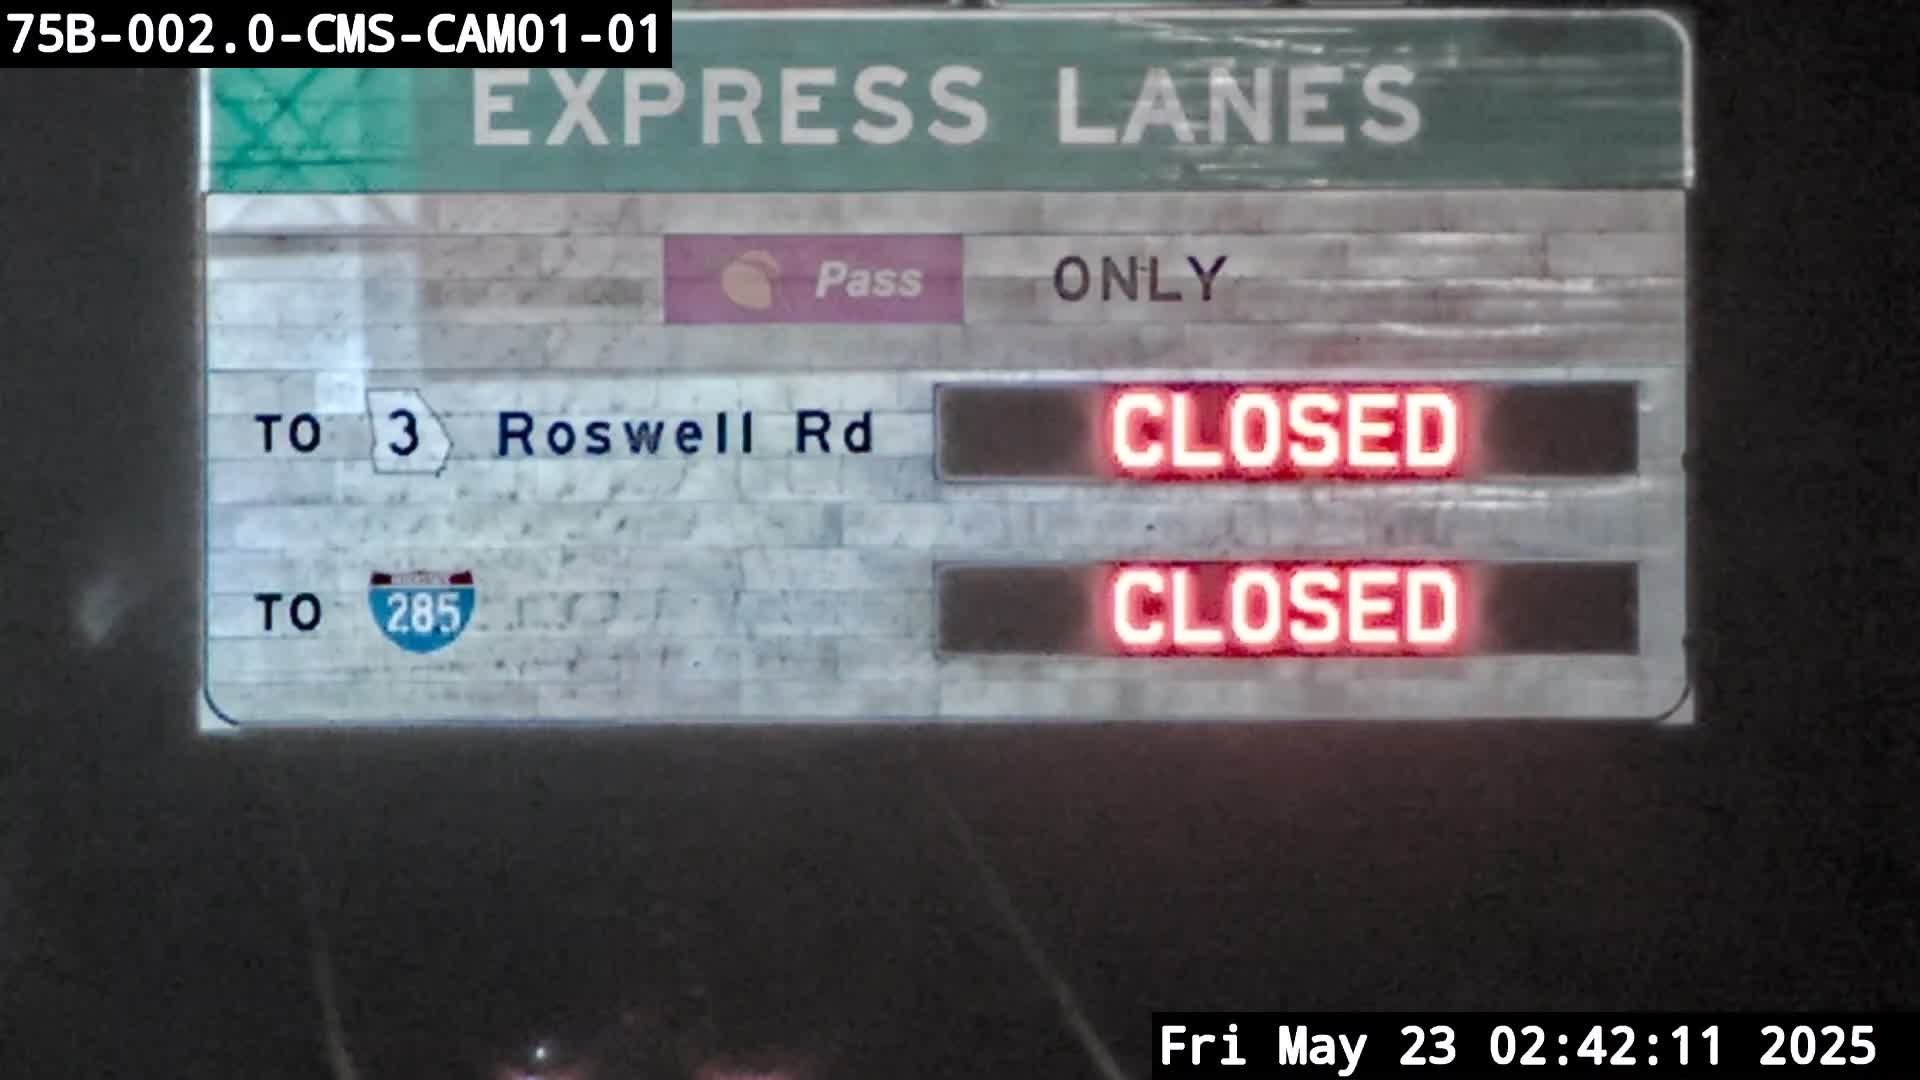 75B-002.0-CMS-CAM01-01
EXPRESS LANES
Pass ONLY
TO 3 Roswell Rd CLOSED
TO 285 CLOSED
Fri May 23 02:42:11 2025